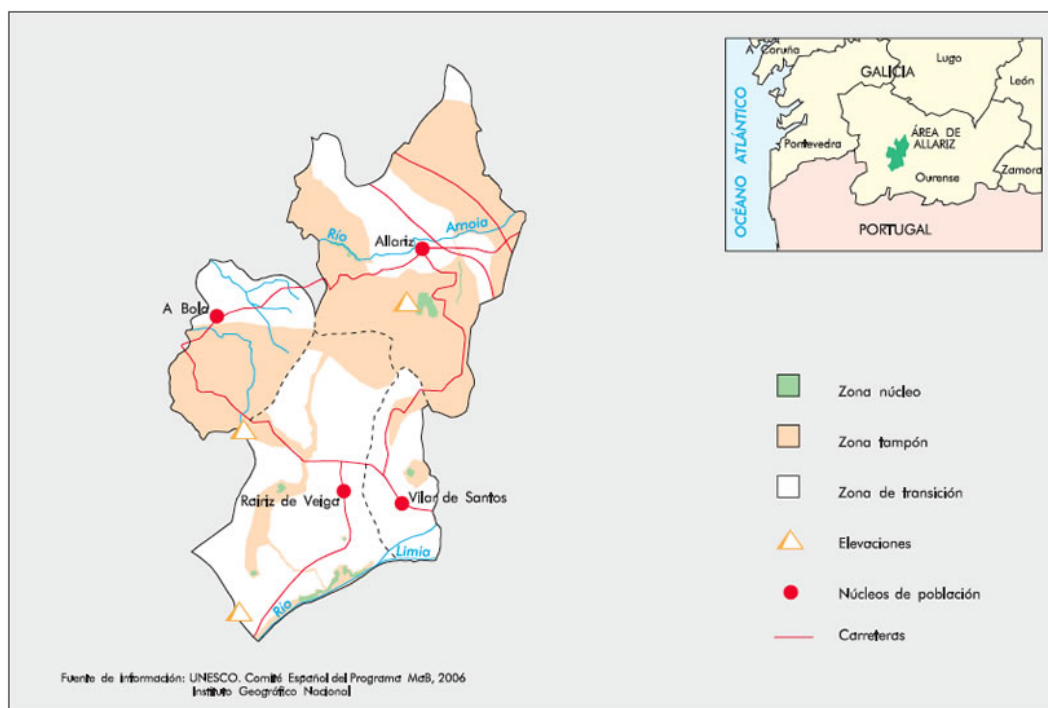 A Coruña
Lugo
GALICIA
León
OCÉANO ATLÁNTICO
ÁREA DE
ALLARIZ
Pontevedra
Zamora
Ourense
PORTUGAL
Río
Arnoia
Allariz
A Bola
Rairiz de Veiga
Vilar de Santos
Limia
Río
Zona núcleo
Zona tampón
Zona de transición
Elevaciones
Núcleos de población
Carreteras
Fuente de información: UNESCO. Comité Español del Programa MaB, 2006
Instituto Geográfico Nacional